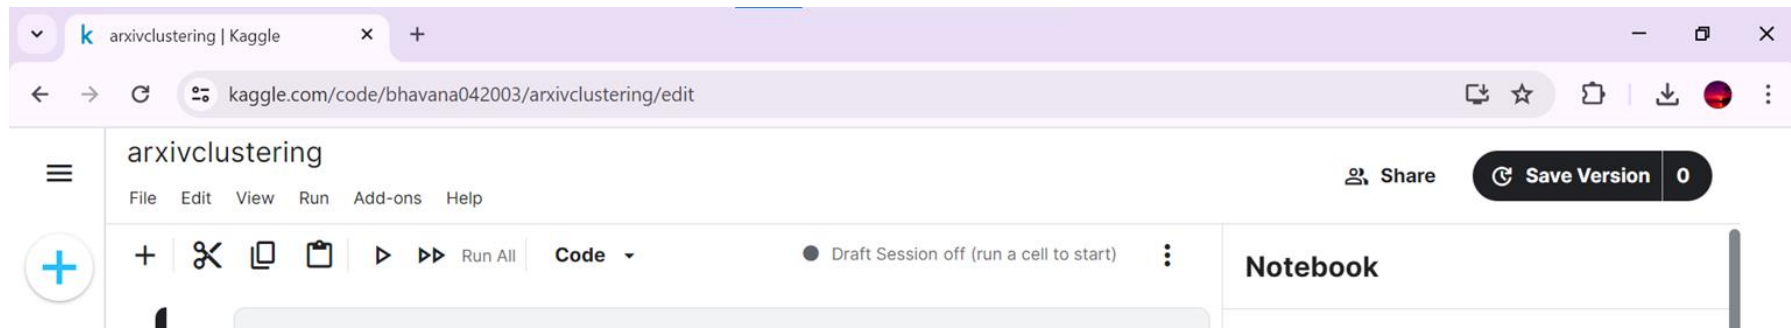 k arxivclustering | Kaggle
kaggle.com/code/bhavana042003/arxivclustering/edit
arxivclustering
Share
Save Version 0
File Edit View Run Add-ons Help
Run All Code Draft Session off (run a cell to start)
Notebook